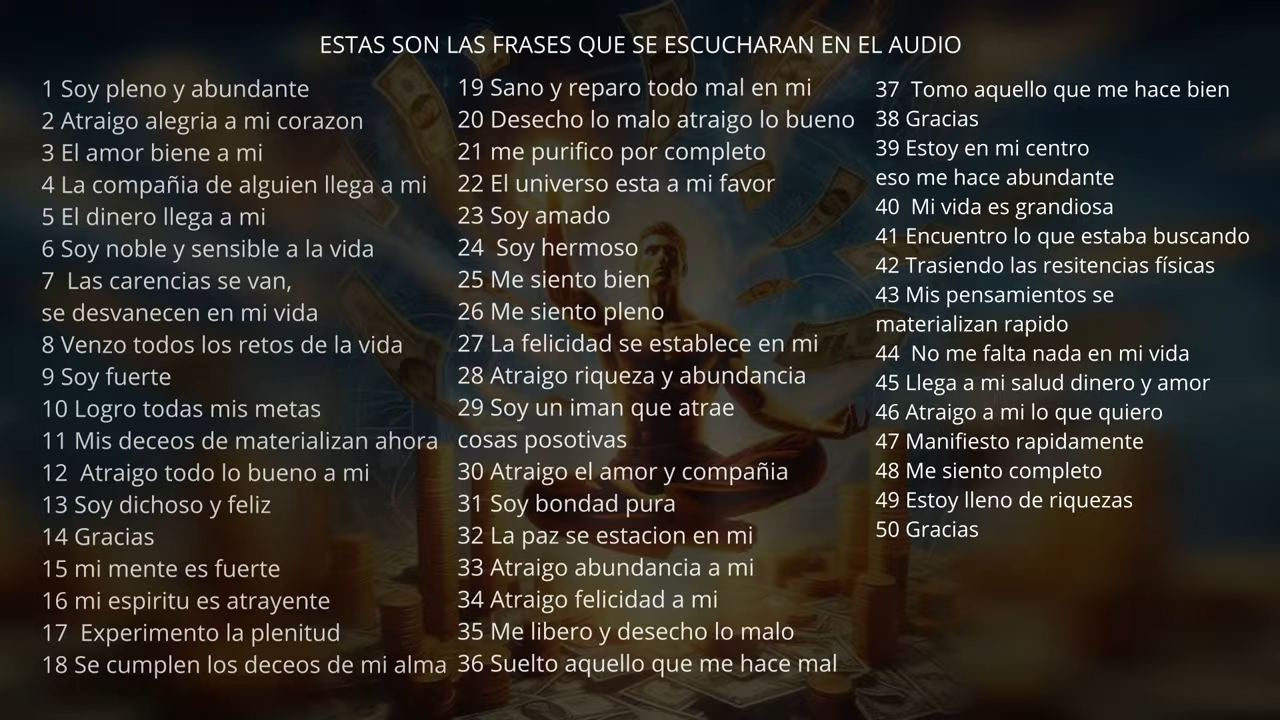 ESTAS SON LAS FRASES QUE SE ESCUCHARAN EN EL AUDIO
1 Soy pleno y abundante
2 Atraigo alegria a mi corazon
3 El amor biene a mi
4 La compañia de alguien llega a mi
5 El dinero llega a mi
6 Soy noble y sensible a la vida
7 Las carencias se van,
se desvanecen en mi vida
8 Venzo todos los retos de la vida
9 Soy fuerte
10 Logro todas mis metas
11 Mis deceos de materializan ahora
12 Atraigo todo lo bueno a mi
13 Soy dichoso y feliz
14 Gracias
15 mi mente es fuerte
16 mi espiritu es atrayente
17 Experimento la plenitud
18 Se cumplen los deceos de mi alma
19 Sano y reparo todo mal en mi
20 Desecho lo malo atraigo lo bueno
21 me purifico por completo
22 El universo esta a mi favor
23 Soy amado
24 Soy hermoso
25 Me siento bien
26 Me siento pleno
27 La felicidad se establece en mi
28 Atraigo riqueza y abundancia
29 Soy un iman que atrae
cosas posotivas
30 Atraigo el amor y compañia
31 Soy bondad pura
32 La paz se estacion en mi
33 Atraigo abundancia a mi
34 Atraigo felicidad a mi
35 Me libero y desecho lo malo
36 Suelto aquello que me hace mal
37 Tomo aquello que me hace bien
38 Gracias
39 Estoy en mi centro
eso me hace abundante
40 Mi vida es grandiosa
41 Encuentro lo que estaba buscando
42 Trasiendo las resitencias físicas
43 Mis pensamientos se
materializan rapido
44 No me falta nada en mi vida
45 Llega a mi salud dinero y amor
46 Atraigo a mi lo que quiero
47 Manifiesto rapidamente
48 Me siento completo
49 Estoy lleno de riquezas
50 Gracias